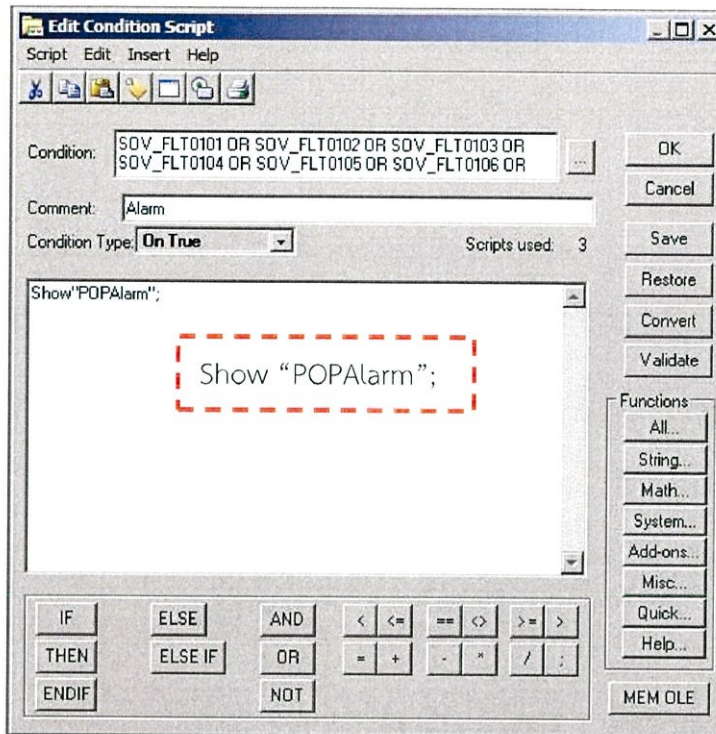 Edit Condition Script
Script Edit Insert Help
Condition:
SOV_FLT0101 OR SOV_FLT0102 OR SOV_FLT0103 OR
SOV_FLT0104 OR SOV_FLT0105 OR SOV_FLT0106 OR
...
OK
Cancel
Comment: Alarm
Condition Type: On True
Scripts used: 3
Save
Restore
Convert
Validate
Show"POPAlarm";
Show “POPAlarm”;
Functions
All...
String...
Math...
System...
Add-ons...
Misc...
Quick...
Help...
MEM OLE
IF ELSE AND < <= == <> >= >
THEN ELSE IF OR = + - * / ;
ENDIF NOT